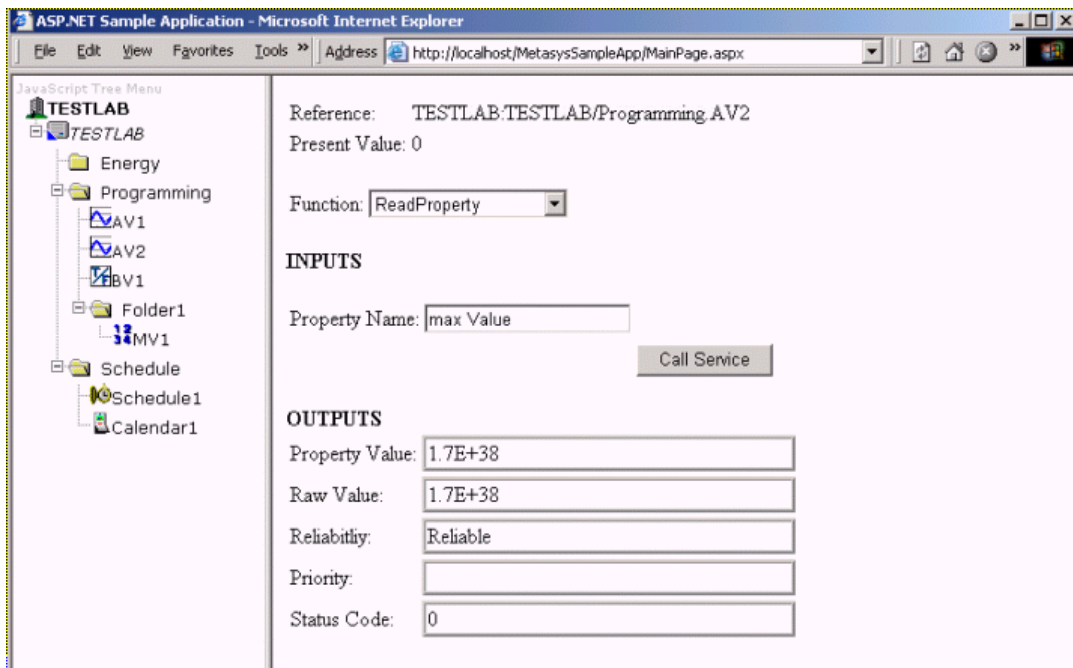 ASP.NET Sample Application - Microsoft Internet Explorer
File Edit View Favorites Tools » Address http://localhost/MetasysSampleApp/MainPage.aspx »
JavaScript Tree Menu
TESTLAB
TESTLAB
Energy
Programming
AV1
AV2
T/F BV1
Folder1
12 34 MV1
Schedule
Schedule1
Calendar1
Reference: TESTLAB:TESTLAB/Programming.AV2
Present Value: 0
Function: ReadProperty
INPUTS
Property Name: max Value
Call Service
OUTPUTS
Property Value: 1.7E+38
Raw Value: 1.7E+38
Reliabitliy: Reliable
Priority:
Status Code: 0